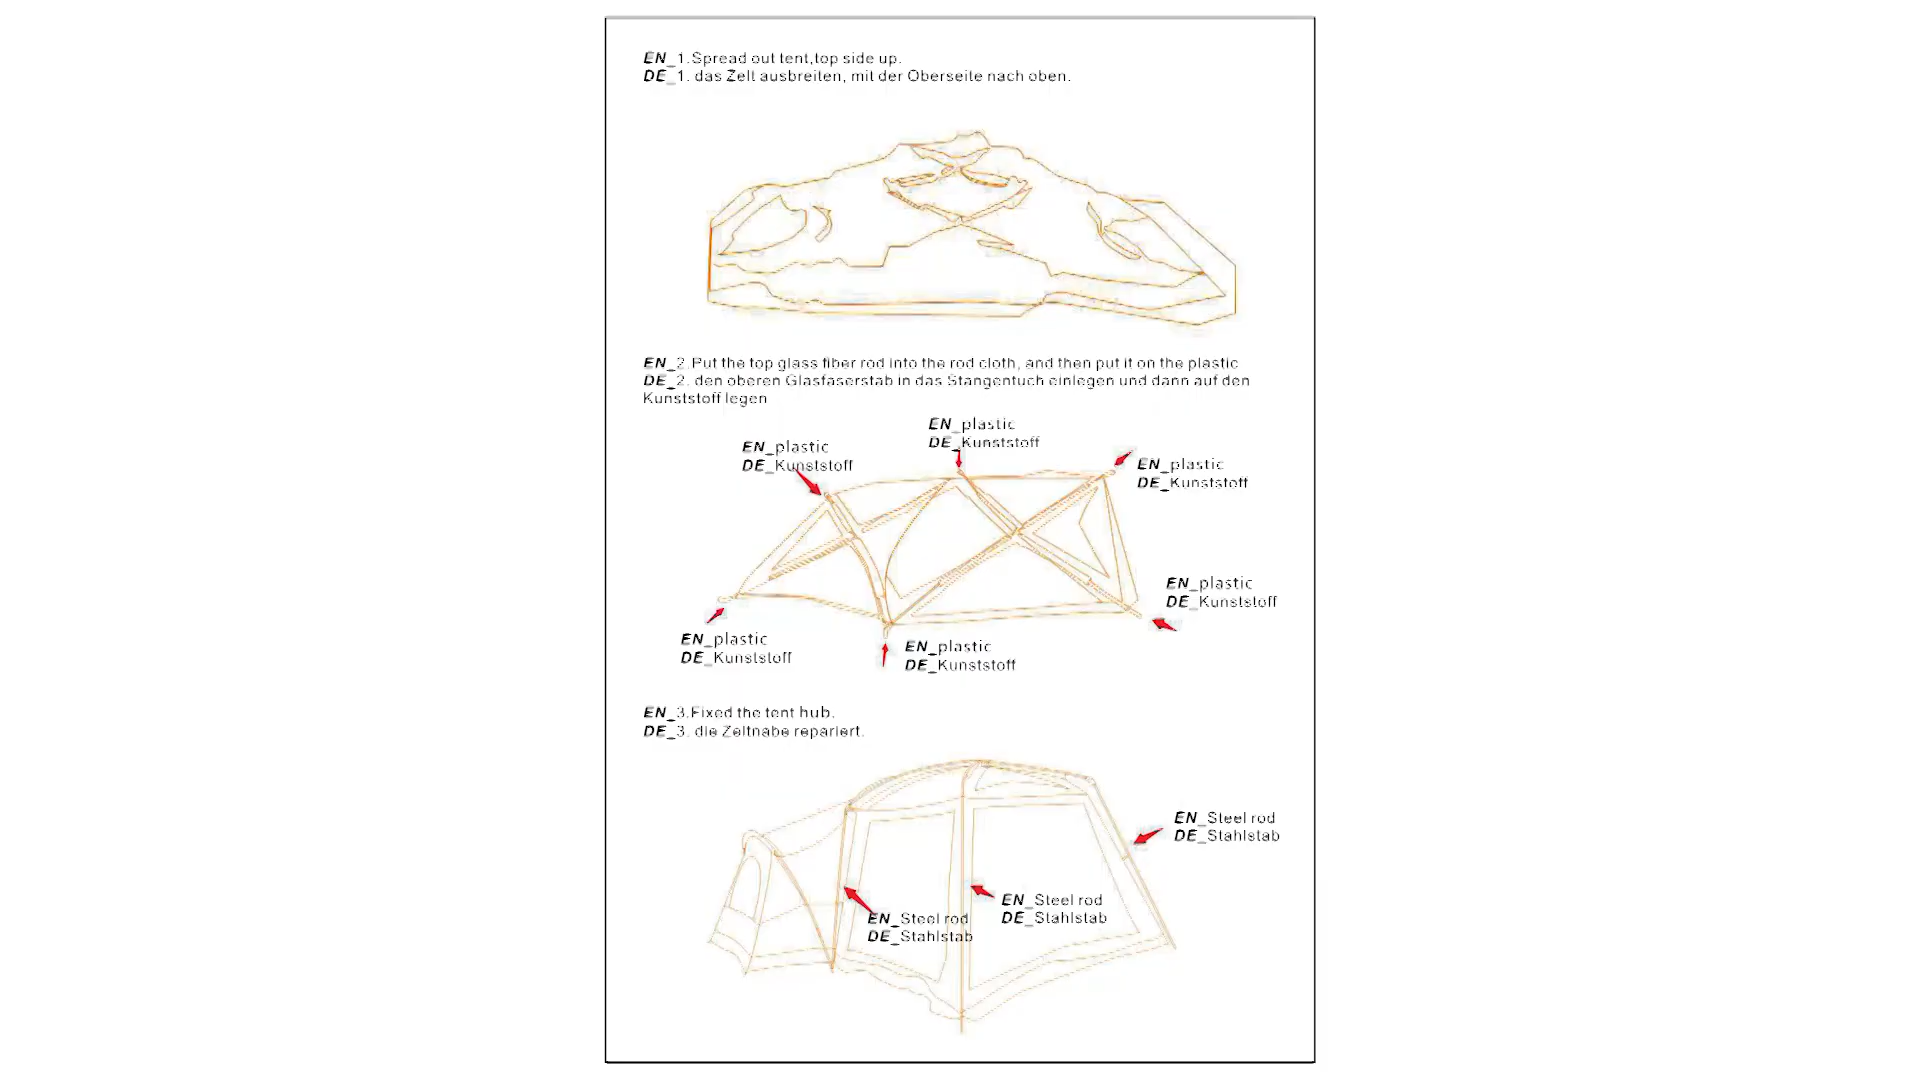 EN_1.Spread out tent,top side up.
DE_1. das Zelt ausbreiten, mit der Oberseite nach oben.
EN_2.Put the top glass fiber rod into the rod cloth, and then put it on the plastic
DE_2. den oberen Glasfaserstab in das Stangentuch einlegen und dann auf den
Kunststoff legen
EN_plastic
DE_Kunststoff
EN_plastic
DE_Kunststoff
EN_plastic
DE_Kunststoff
EN_plastic
DE_Kunststoff
EN_plastic
DE_Kunststoff
EN_plastic
DE_Kunststoff
EN_3.Fixed the tent hub.
DE_3. die Zeltnabe repariert.
EN_Steel rod
DE_Stahlstab
EN_Steel rod
DE_Stahlstab
EN_Steel rod
DE_Stahlstab